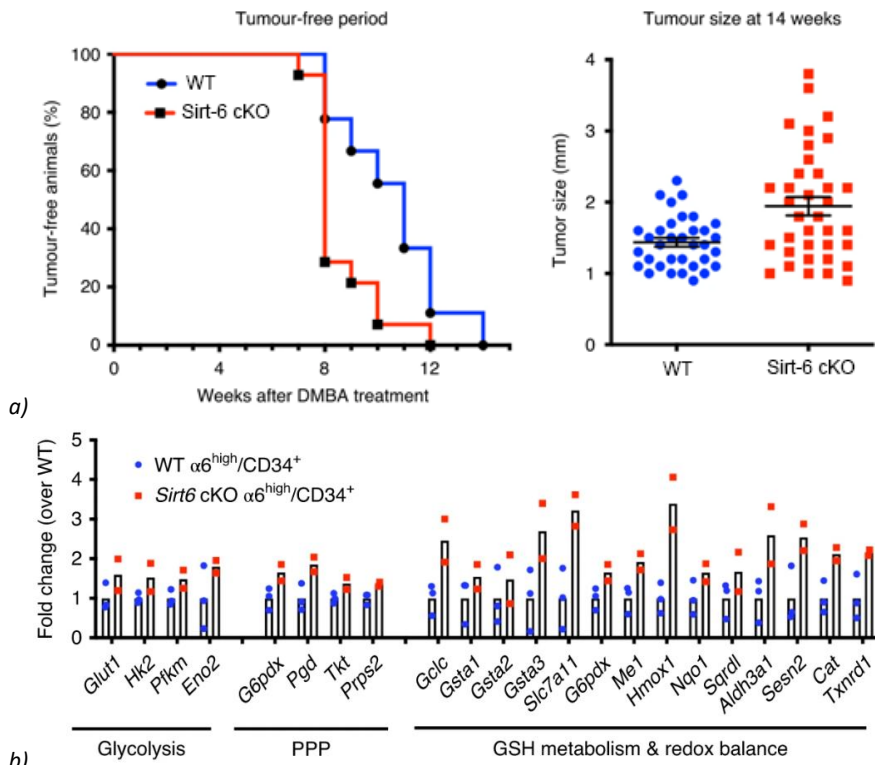 Tumour-free period
Tumour size at 14 weeks
Tumour-free animals (%)
100
80
60
40
20
0
WT
Sirt-6 cKO
0
4
8
12
Weeks after DMBA treatment
Tumor size (mm)
4
3
2
1
0
WT
Sirt-6 cKO
a)
Fold change (over WT)
5
4
3
2
1
0
WT α6high/CD34+
Sirt6 cKO α6high/CD34+
Glut1
Hk2
Pfkm
Eno2
G6pdx
Pgd
Tkt
Prps2
Gclc
Gsta1
Gsta2
Gsta3
Slc7a11
G6pdx
Me1
Hmox1
Nqo1
Sqrdl
Aldh3a1
Sesn2
Cat
Txnrd1
Glycolysis
PPP
GSH metabolism & redox balance
b)